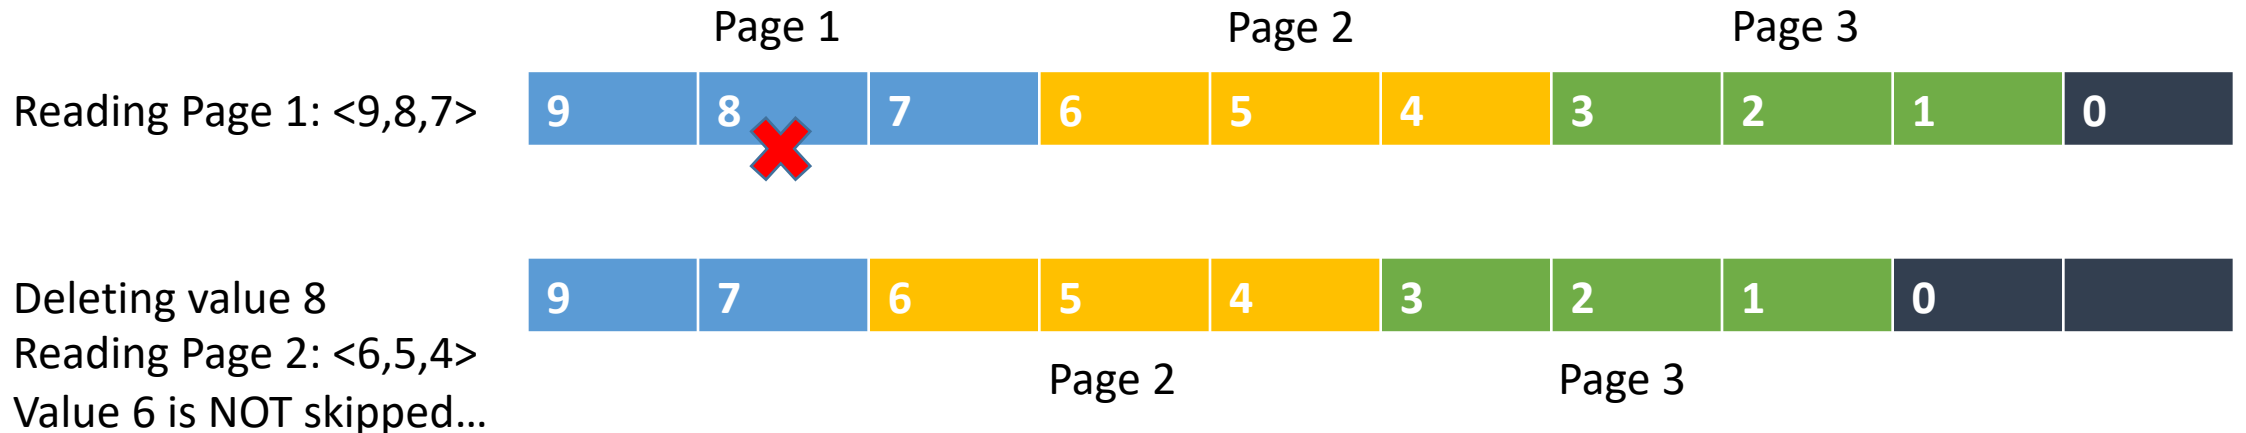 Page 1 Page 2 Page 3
Reading Page 1: <9,8,7> 9 8 7 6 5 4 3 2 1 0
Deleting value 8 9 7 6 5 4 3 2 1 0
Reading Page 2: <6,5,4>
Page 2 Page 3
Value 6 is NOT skipped...